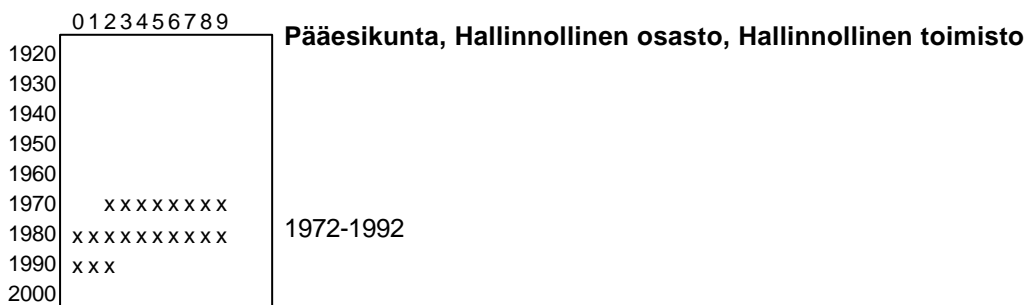 0123456789
Pääesikunta, Hallinnollinen osasto, Hallinnollinen toimisto
1920
1930
1940
1950
1960
1970 xxxxxxxx
1980 xxxxxxxxxx
1972-1992
1990 xxx
2000